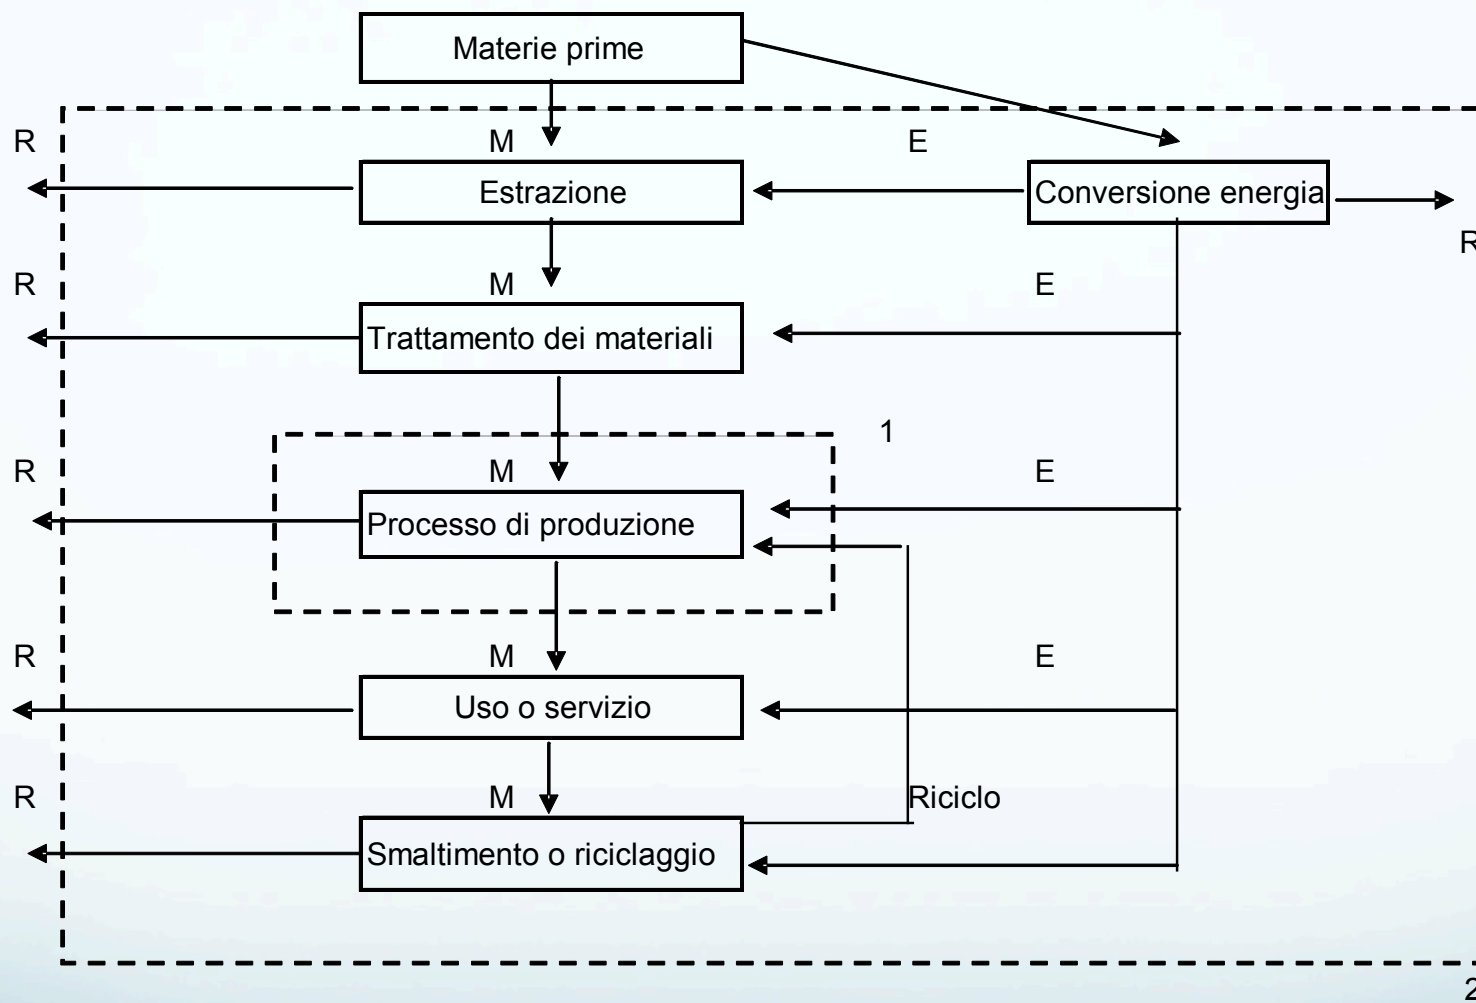 Materie prime
R
M
E
Estrazione
Conversione energia
R
R
M
E
Trattamento dei materiali
1
R
M
E
Processo di produzione
R
M
E
Uso o servizio
R
M
Riciclo
Smaltimento o riciclaggio
2